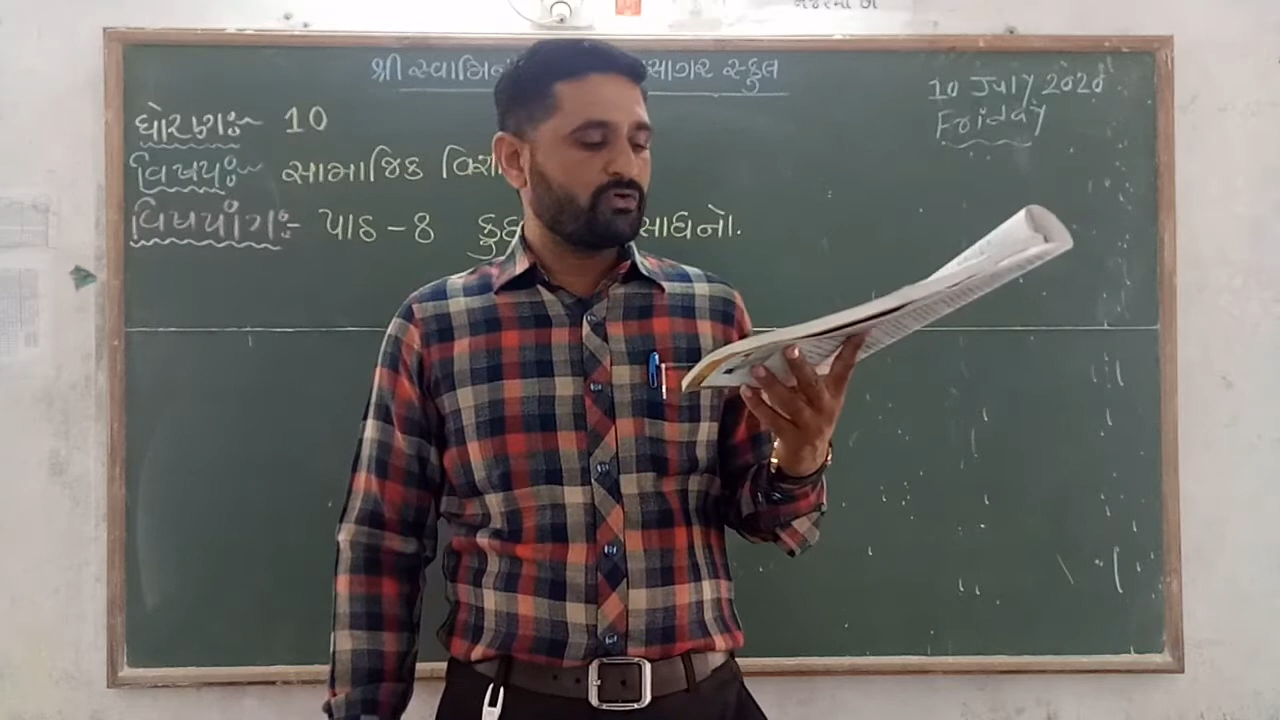 શ્રી સ્વામિના સાગર સ્કુલ
10 July 2020
Friday
ધોરણઃ- 10
વિષયઃ- સામાજિક વિજ્ઞા
વિષયાંગઃ- પાઠ-8 કુદ સાધનો.